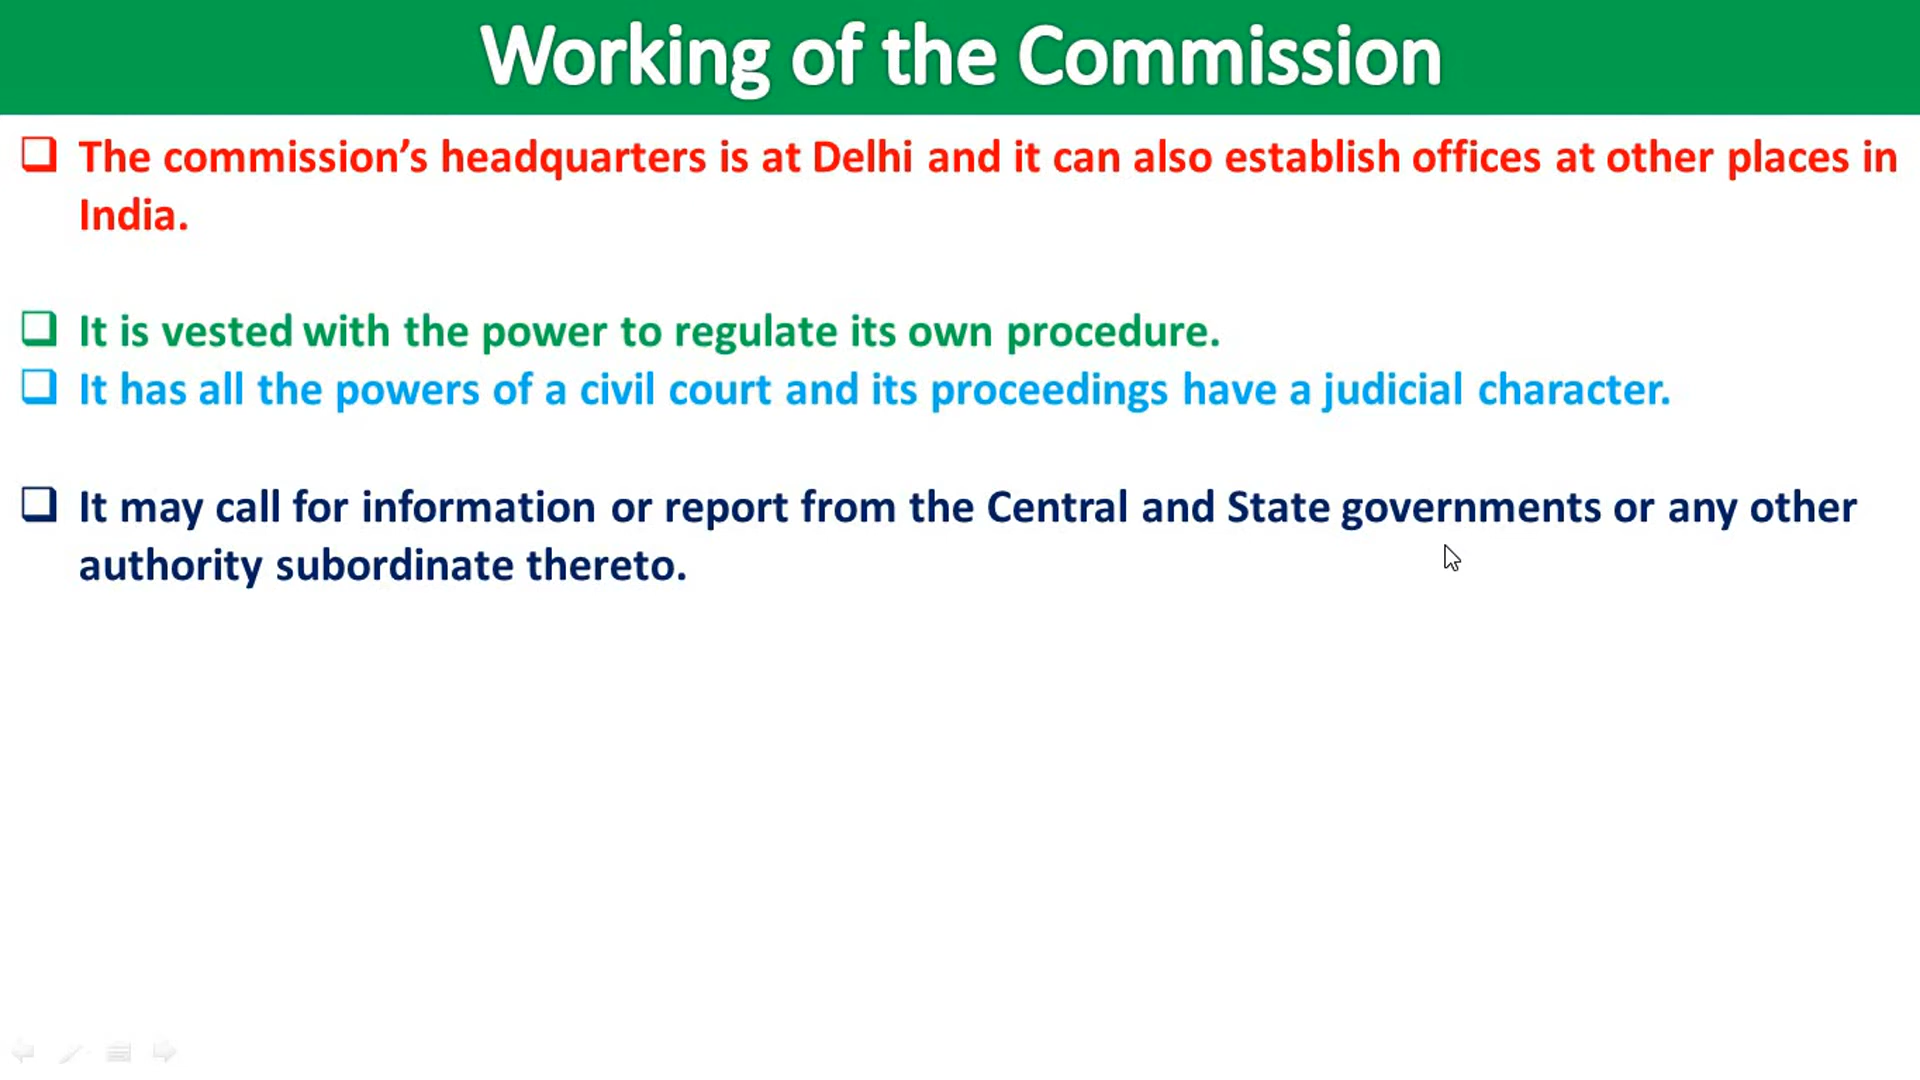 Working of the Commission
The commission’s headquarters is at Delhi and it can also establish offices at other places in
India.
It is vested with the power to regulate its own procedure.
It has all the powers of a civil court and its proceedings have a judicial character.
It may call for information or report from the Central and State governments or any other
authority subordinate thereto.